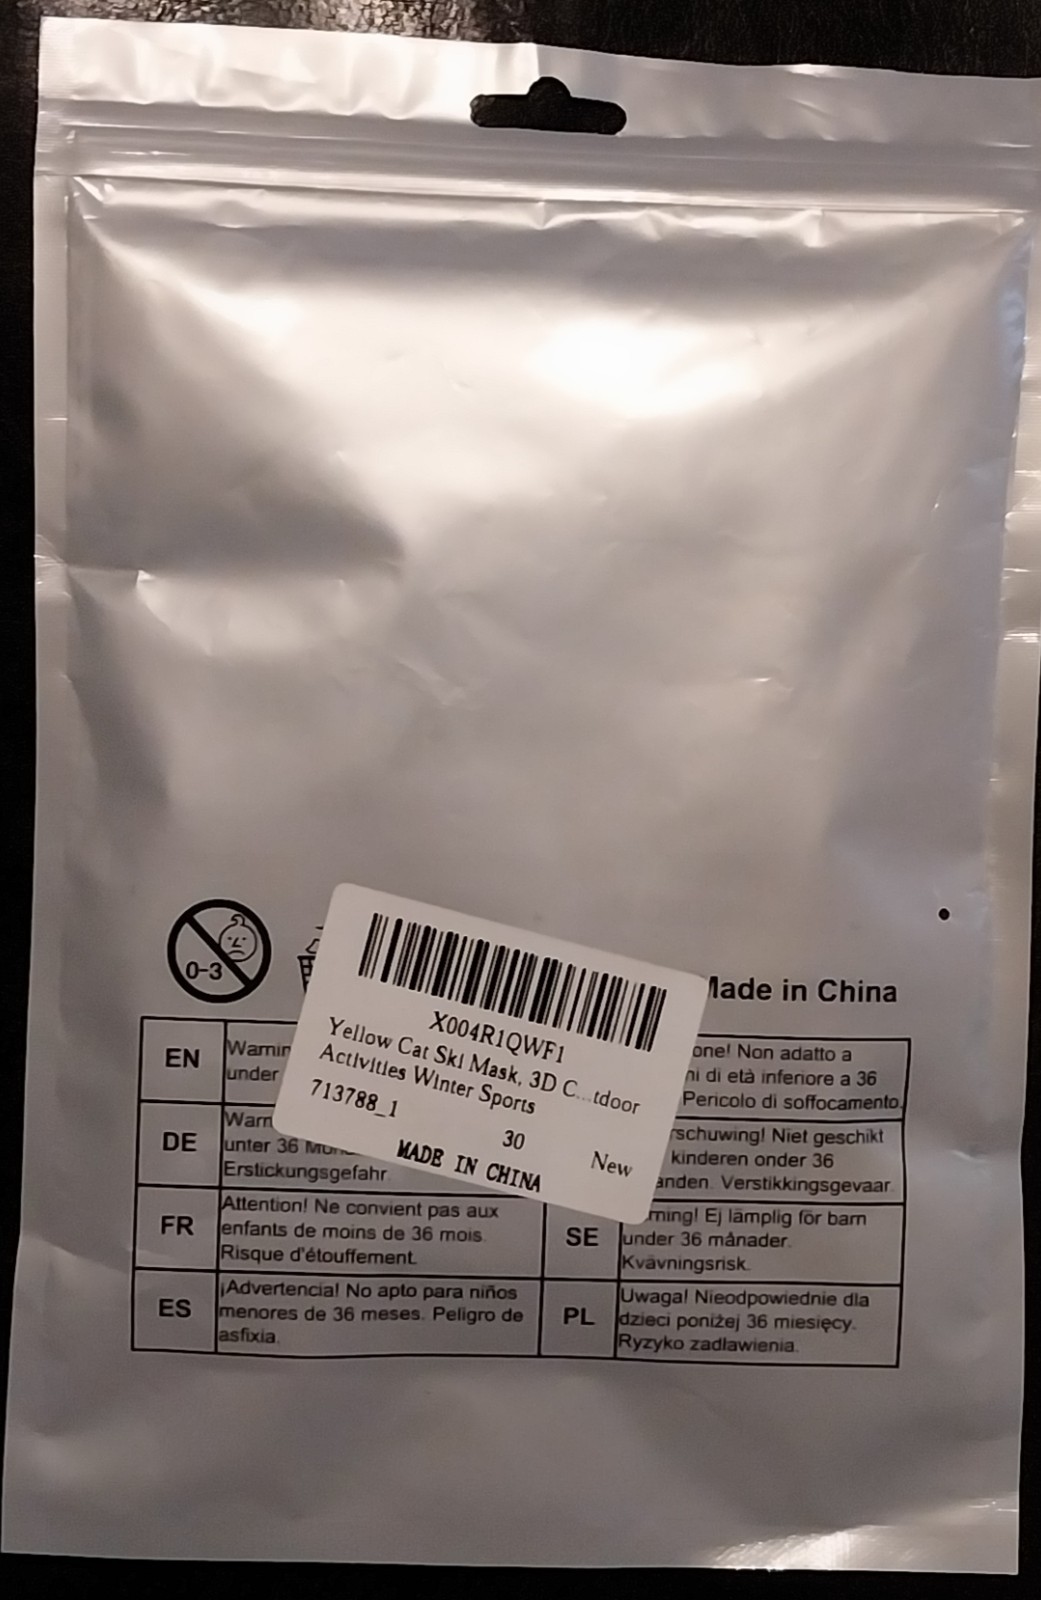 0-3
Made in China
X004R1QWF1
Yellow Cat Ski Mask, 3D C...tdoor
Activities Winter Sports
713788_1
30
New
MADE IN CHINA
EN
under
DE
unter 36
Erstickungsgefahr
FR
Attention! Ne convient pas aux
enfants de moins de 36 mois.
Risque d'étouffement.
ES
¡Advertencia! No apto para niños
menores de 36 meses. Peligro de
asfixia.
one! Non adatto a
ni di età inferiore a 36
Pericolo di soffocamento.
rschuwing! Niet geschikt
kinderen onder 36
anden. Verstikkingsgevaar.
SE
rning! Ej lämplig för barn
under 36 månader.
Kvävningsrisk.
PL
Uwaga! Nieodpowiednie dla
dzieci poniżej 36 miesięcy.
Ryzyko zadławienia.